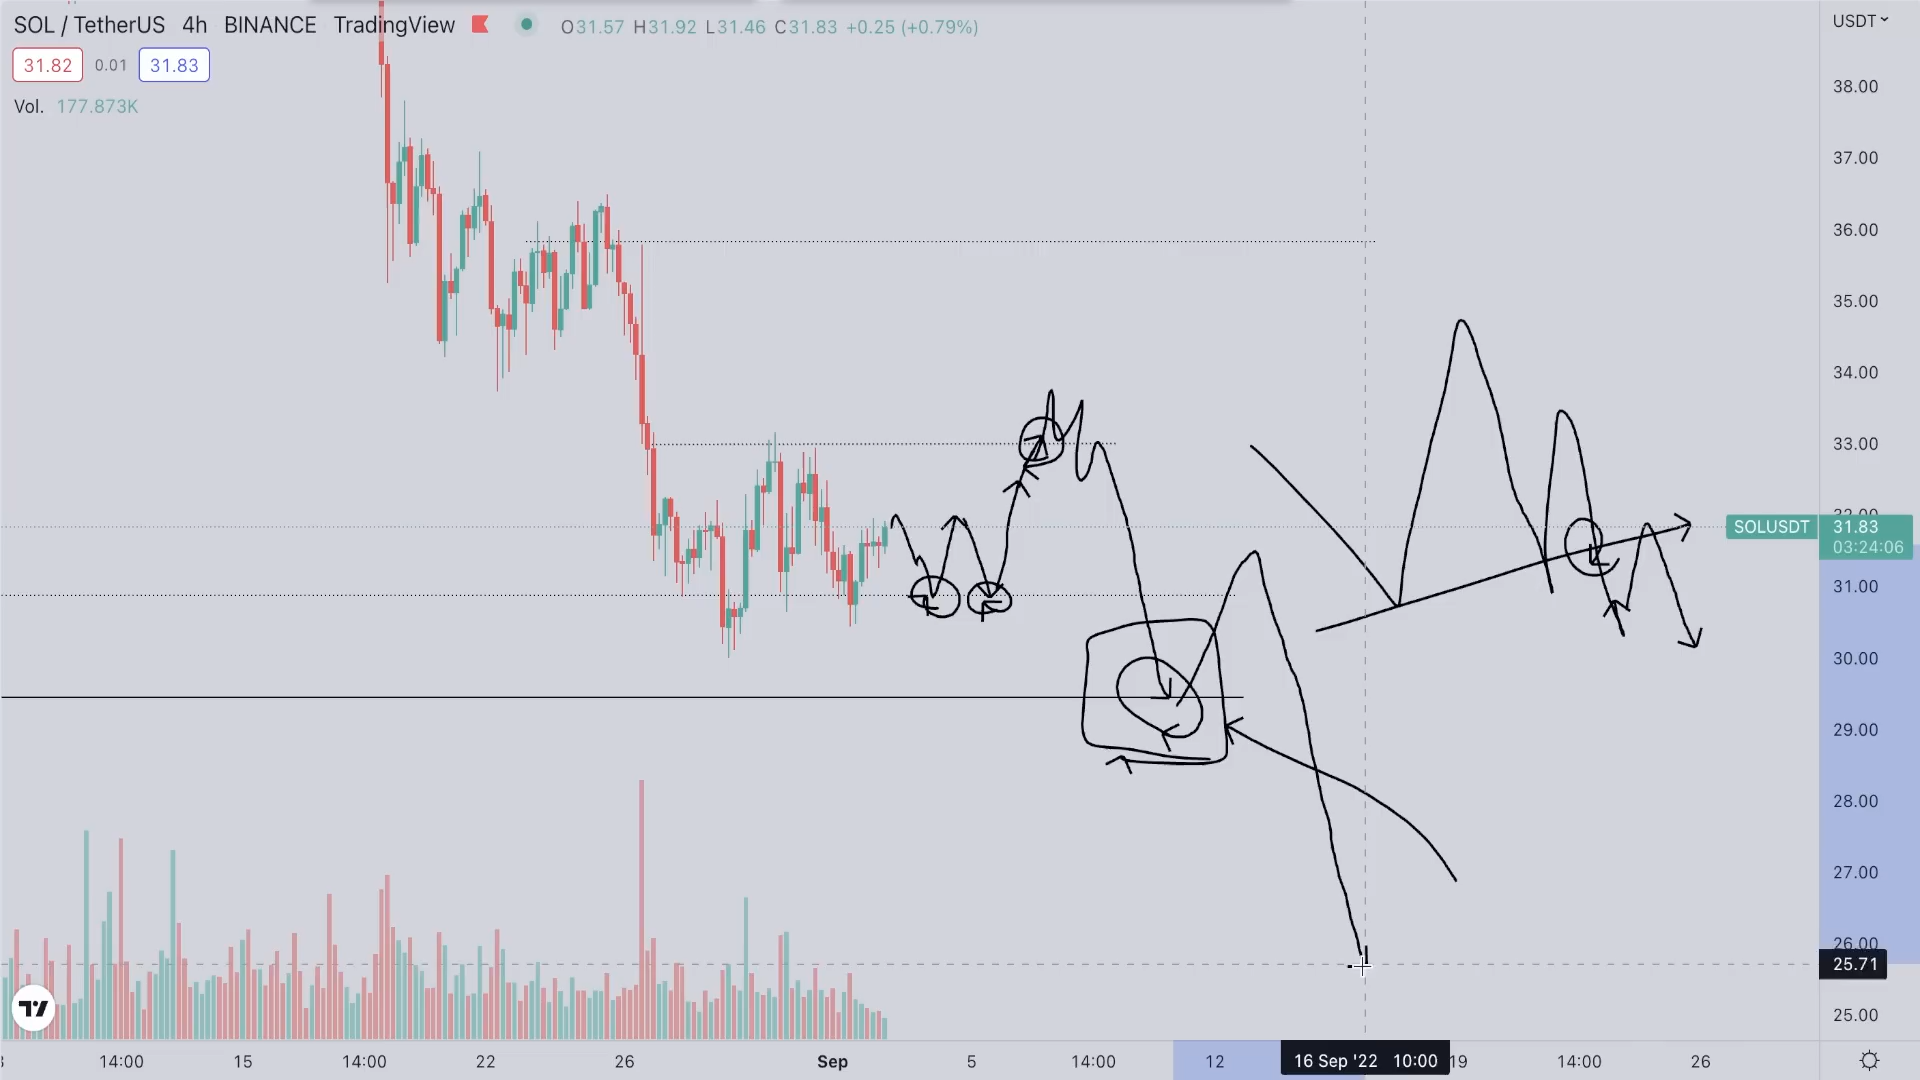 SOL / TetherUS 4h BINANCE TradingView O31.57 H31.92 L31.46 C31.83 +0.25 (+0.79%)
USDT
31.82 0.01 31.83
Vol. 177.873K
38.00
37.00
36.00
35.00
34.00
33.00
32.00
SOLUSDT 31.83
03:24:06
31.00
30.00
29.00
28.00
27.00
26.00
25.71
25.00
14:00 15 14:00 22 26 Sep 5 14:00 12 16 Sep '22 10:00 19 14:00 26